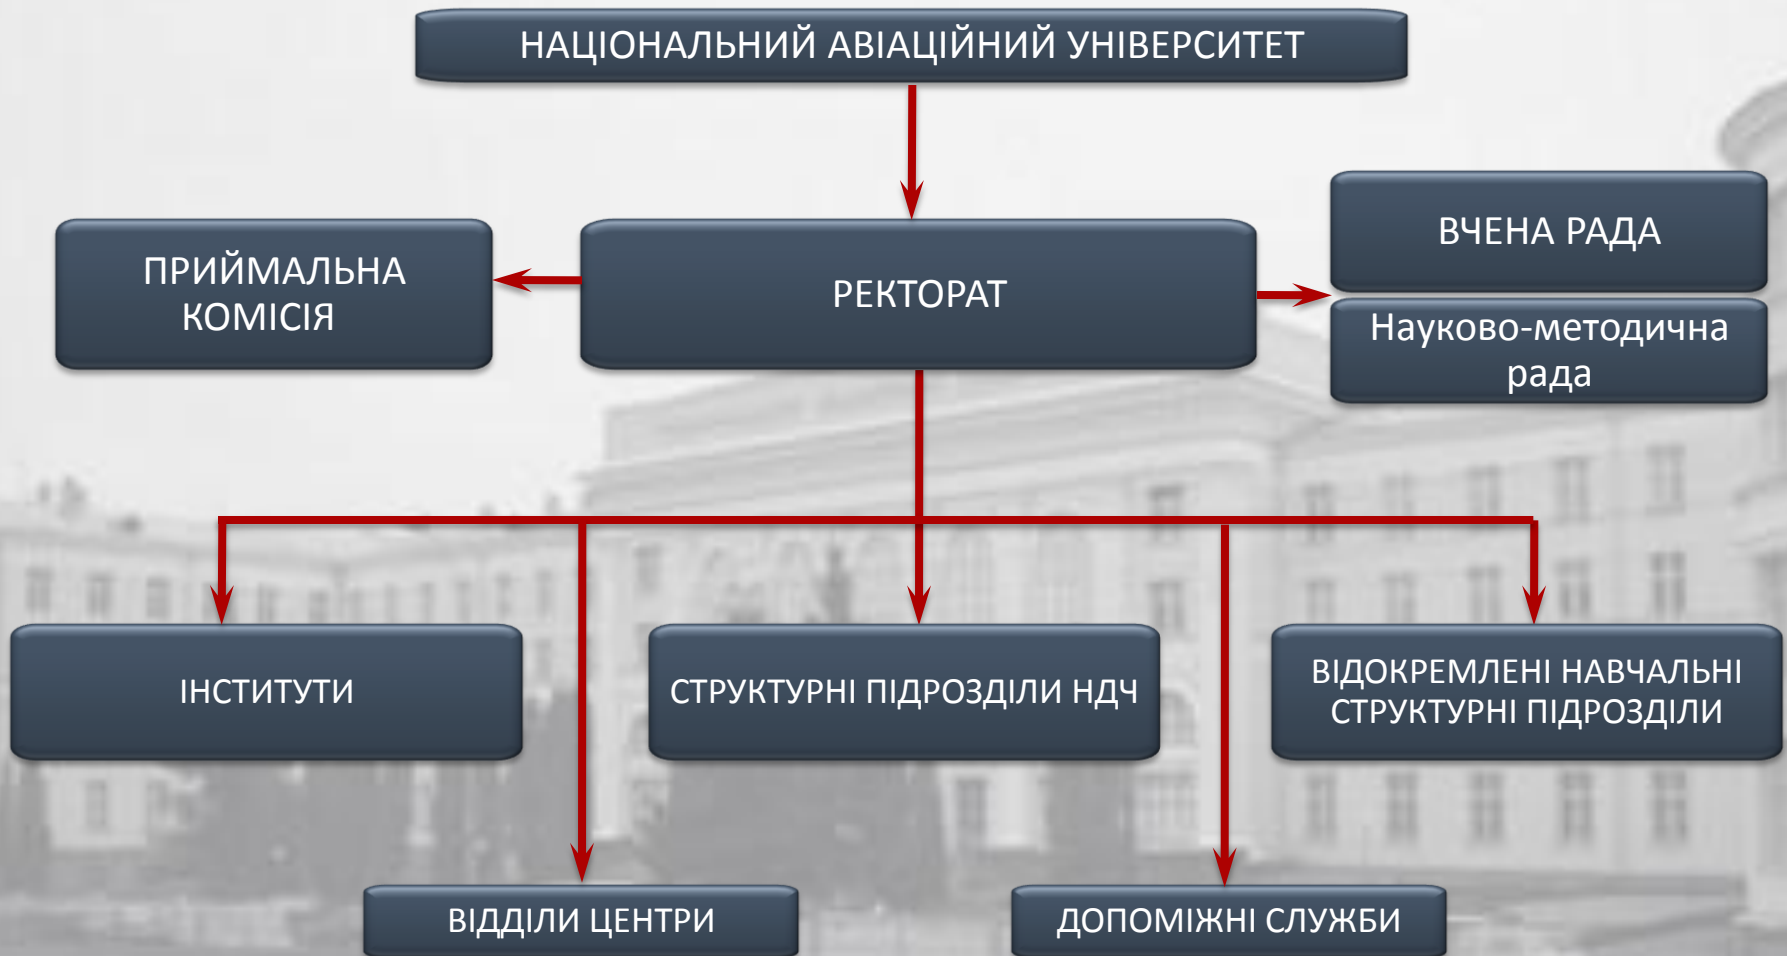 НАЦІОНАЛЬНИЙ АВІАЦІЙНИЙ УНІВЕРСИТЕТ
ПРИЙМАЛЬНА
КОМІСІЯ
РЕКТОРАТ
ВЧЕНА РАДА
Науково-методична
рада
ІНСТИТУТИ
СТРУКТУРНІ ПІДРОЗДІЛИ НДЧ
ВІДОКРЕМЛЕНІ НАВЧАЛЬНІ
СТРУКТУРНІ ПІДРОЗДІЛИ
ВІДДІЛИ ЦЕНТРИ
ДОПОМІЖНІ СЛУЖБИ